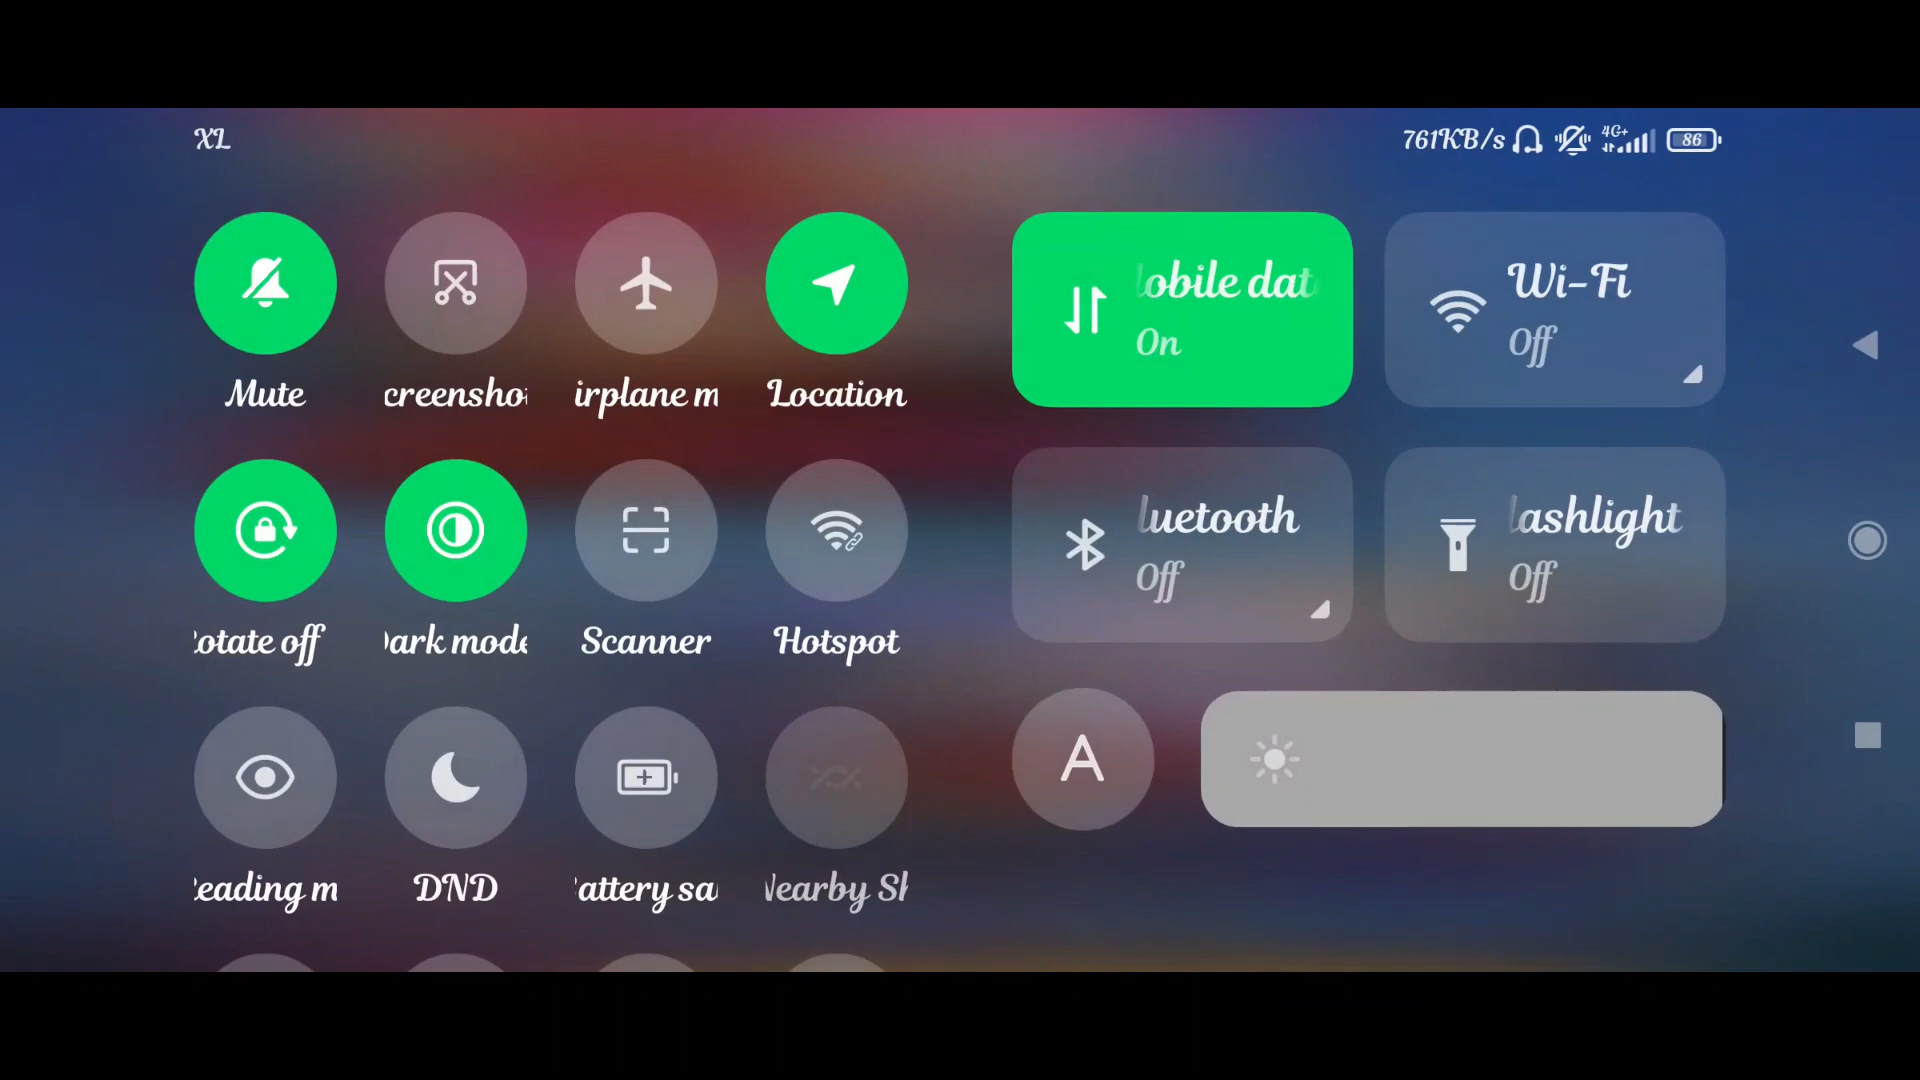 XL
761KB/s 4G+ 86
Mute
creensho
irplane m
Location
otate off
ark mode
Scanner
Hotspot
eading m
DND
attery sa
Nearby Sh
obile dat
On
Wi-Fi
Off
luetooth
Off
lashlight
Off
A